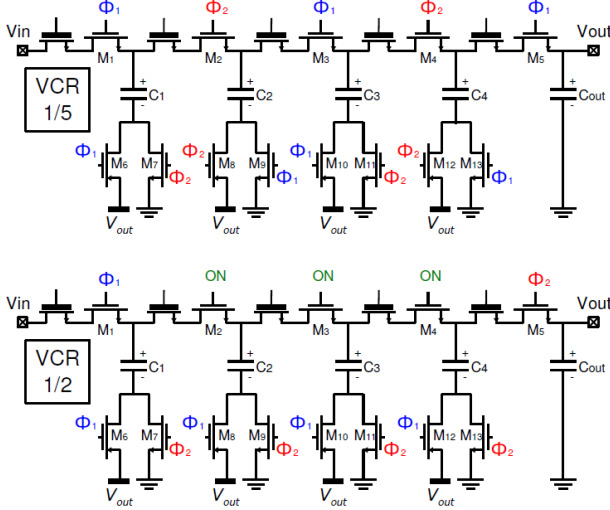 Φ1 Φ2 Φ1 Φ2 Φ1
Vin Vout
M1 M2 M3 M4 M5
VCR
1/5
+ + + + +
C1 C2 C3 C4 Cout
- - - - -
Φ1 M6 M7 Φ2 M8 M9 Φ1 M10 M11 Φ2 M12 M13
Φ2 Φ1 Φ2 Φ1
Vout Vout Vout Vout
Φ1 ON ON ON Φ2
Vin Vout
M1 M2 M3 M4 M5
VCR
1/2
+ + + + +
C1 C2 C3 C4 Cout
- - - - -
Φ1 M6 M7 Φ1 M8 M9 Φ1 M10 M11 Φ1 M12 M13
Φ2 Φ2 Φ2 Φ2
Vout Vout Vout Vout